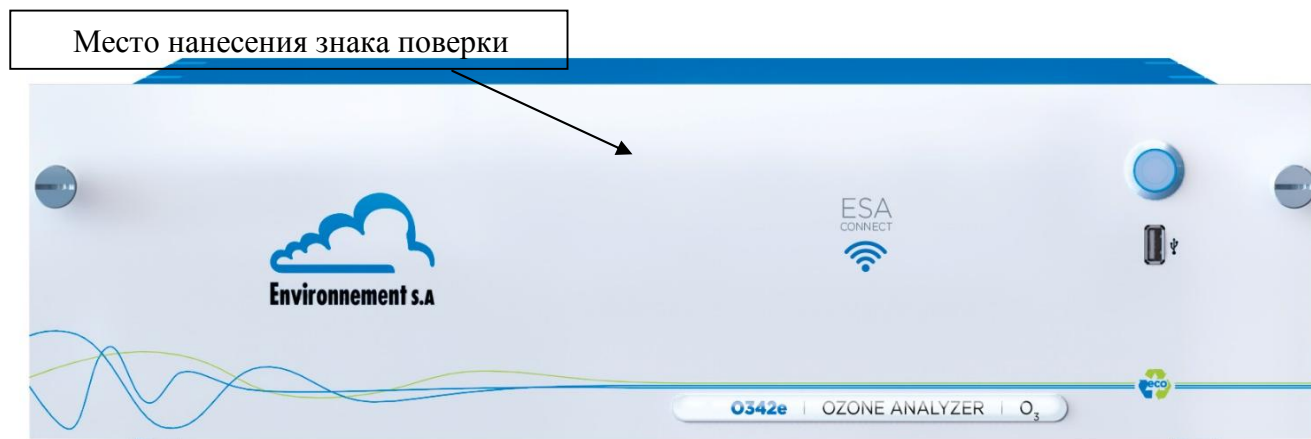 Место нанесения знака поверки
ESA
CONNECT
Environnement S.A
eco
O342e | OZONE ANALYZER | O₃